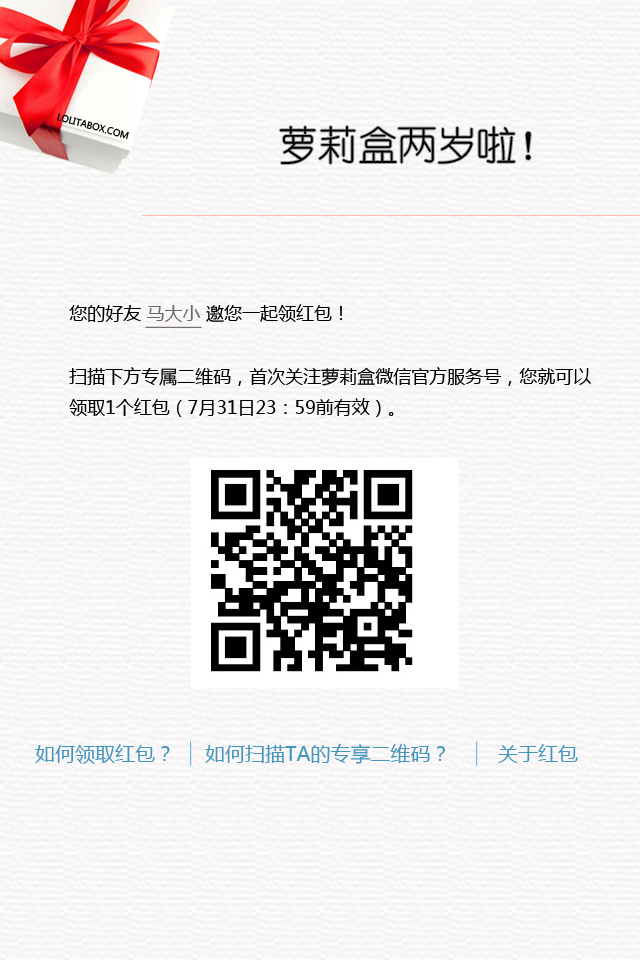 LOLITABOX.COM
萝莉盒两岁啦！
您的好友 马大小 邀您一起领红包！
扫描下方专属二维码，首次关注萝莉盒微信官方服务号，您就可以
领取1个红包（7月31日23：59前有效）。
如何领取红包？ 如何扫描TA的专享二维码？ 关于红包